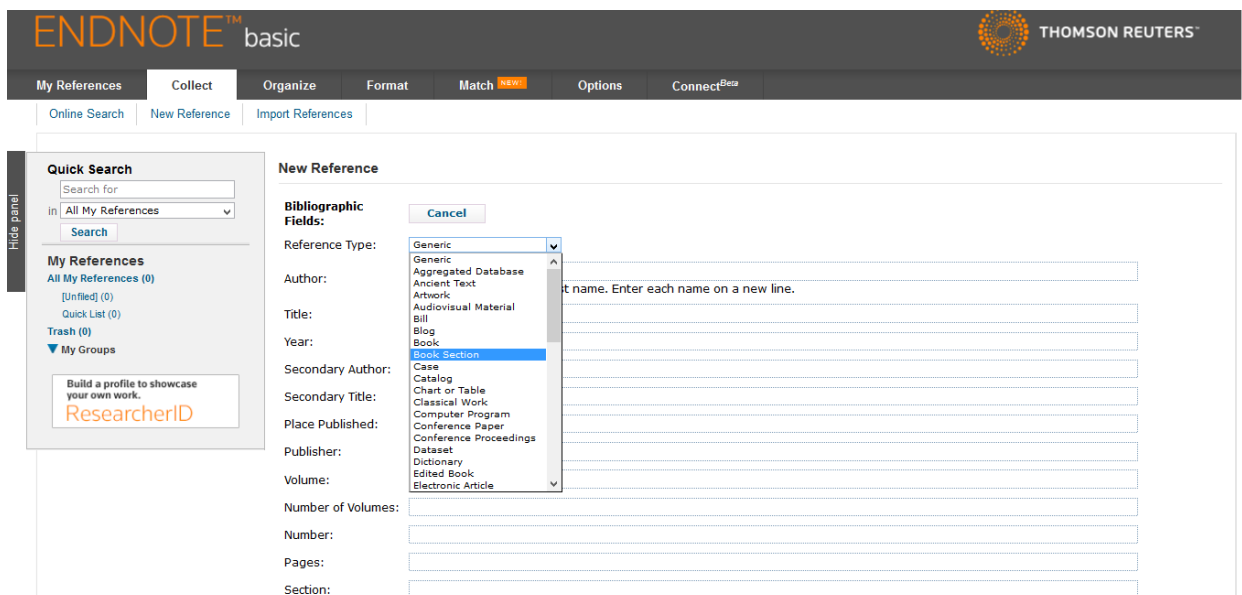 ENDNOTE™ basic
THOMSON REUTERS™
My References Collect Organize Format Match NEW! Options Connect Beta
Online Search New Reference Import References
Hide panel
Quick Search
Search for
in All My References
Search
My References
All My References (0)
[Unfiled] (0)
Quick List (0)
Trash (0)
My Groups
Build a profile to showcase
your own work.
ResearcherID
New Reference
Bibliographic
Fields:
Cancel
Reference Type: Generic
Generic
Aggregated Database
Ancient Text
Artwork
Audiovisual Material
Bill
Blog
Book
Book Section
Case
Catalog
Chart or Table
Classical Work
Computer Program
Conference Paper
Conference Proceedings
Dataset
Dictionary
Edited Book
Electronic Article
Author:
name. Enter each name on a new line.
Title:
Year:
Secondary Author:
Secondary Title:
Place Published:
Publisher:
Volume:
Number of Volumes:
Number:
Pages:
Section: